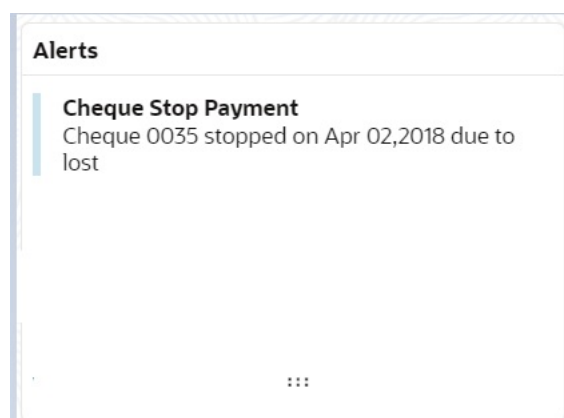 Alerts
Cheque Stop Payment
Cheque 0035 stopped on Apr 02,2018 due to
lost